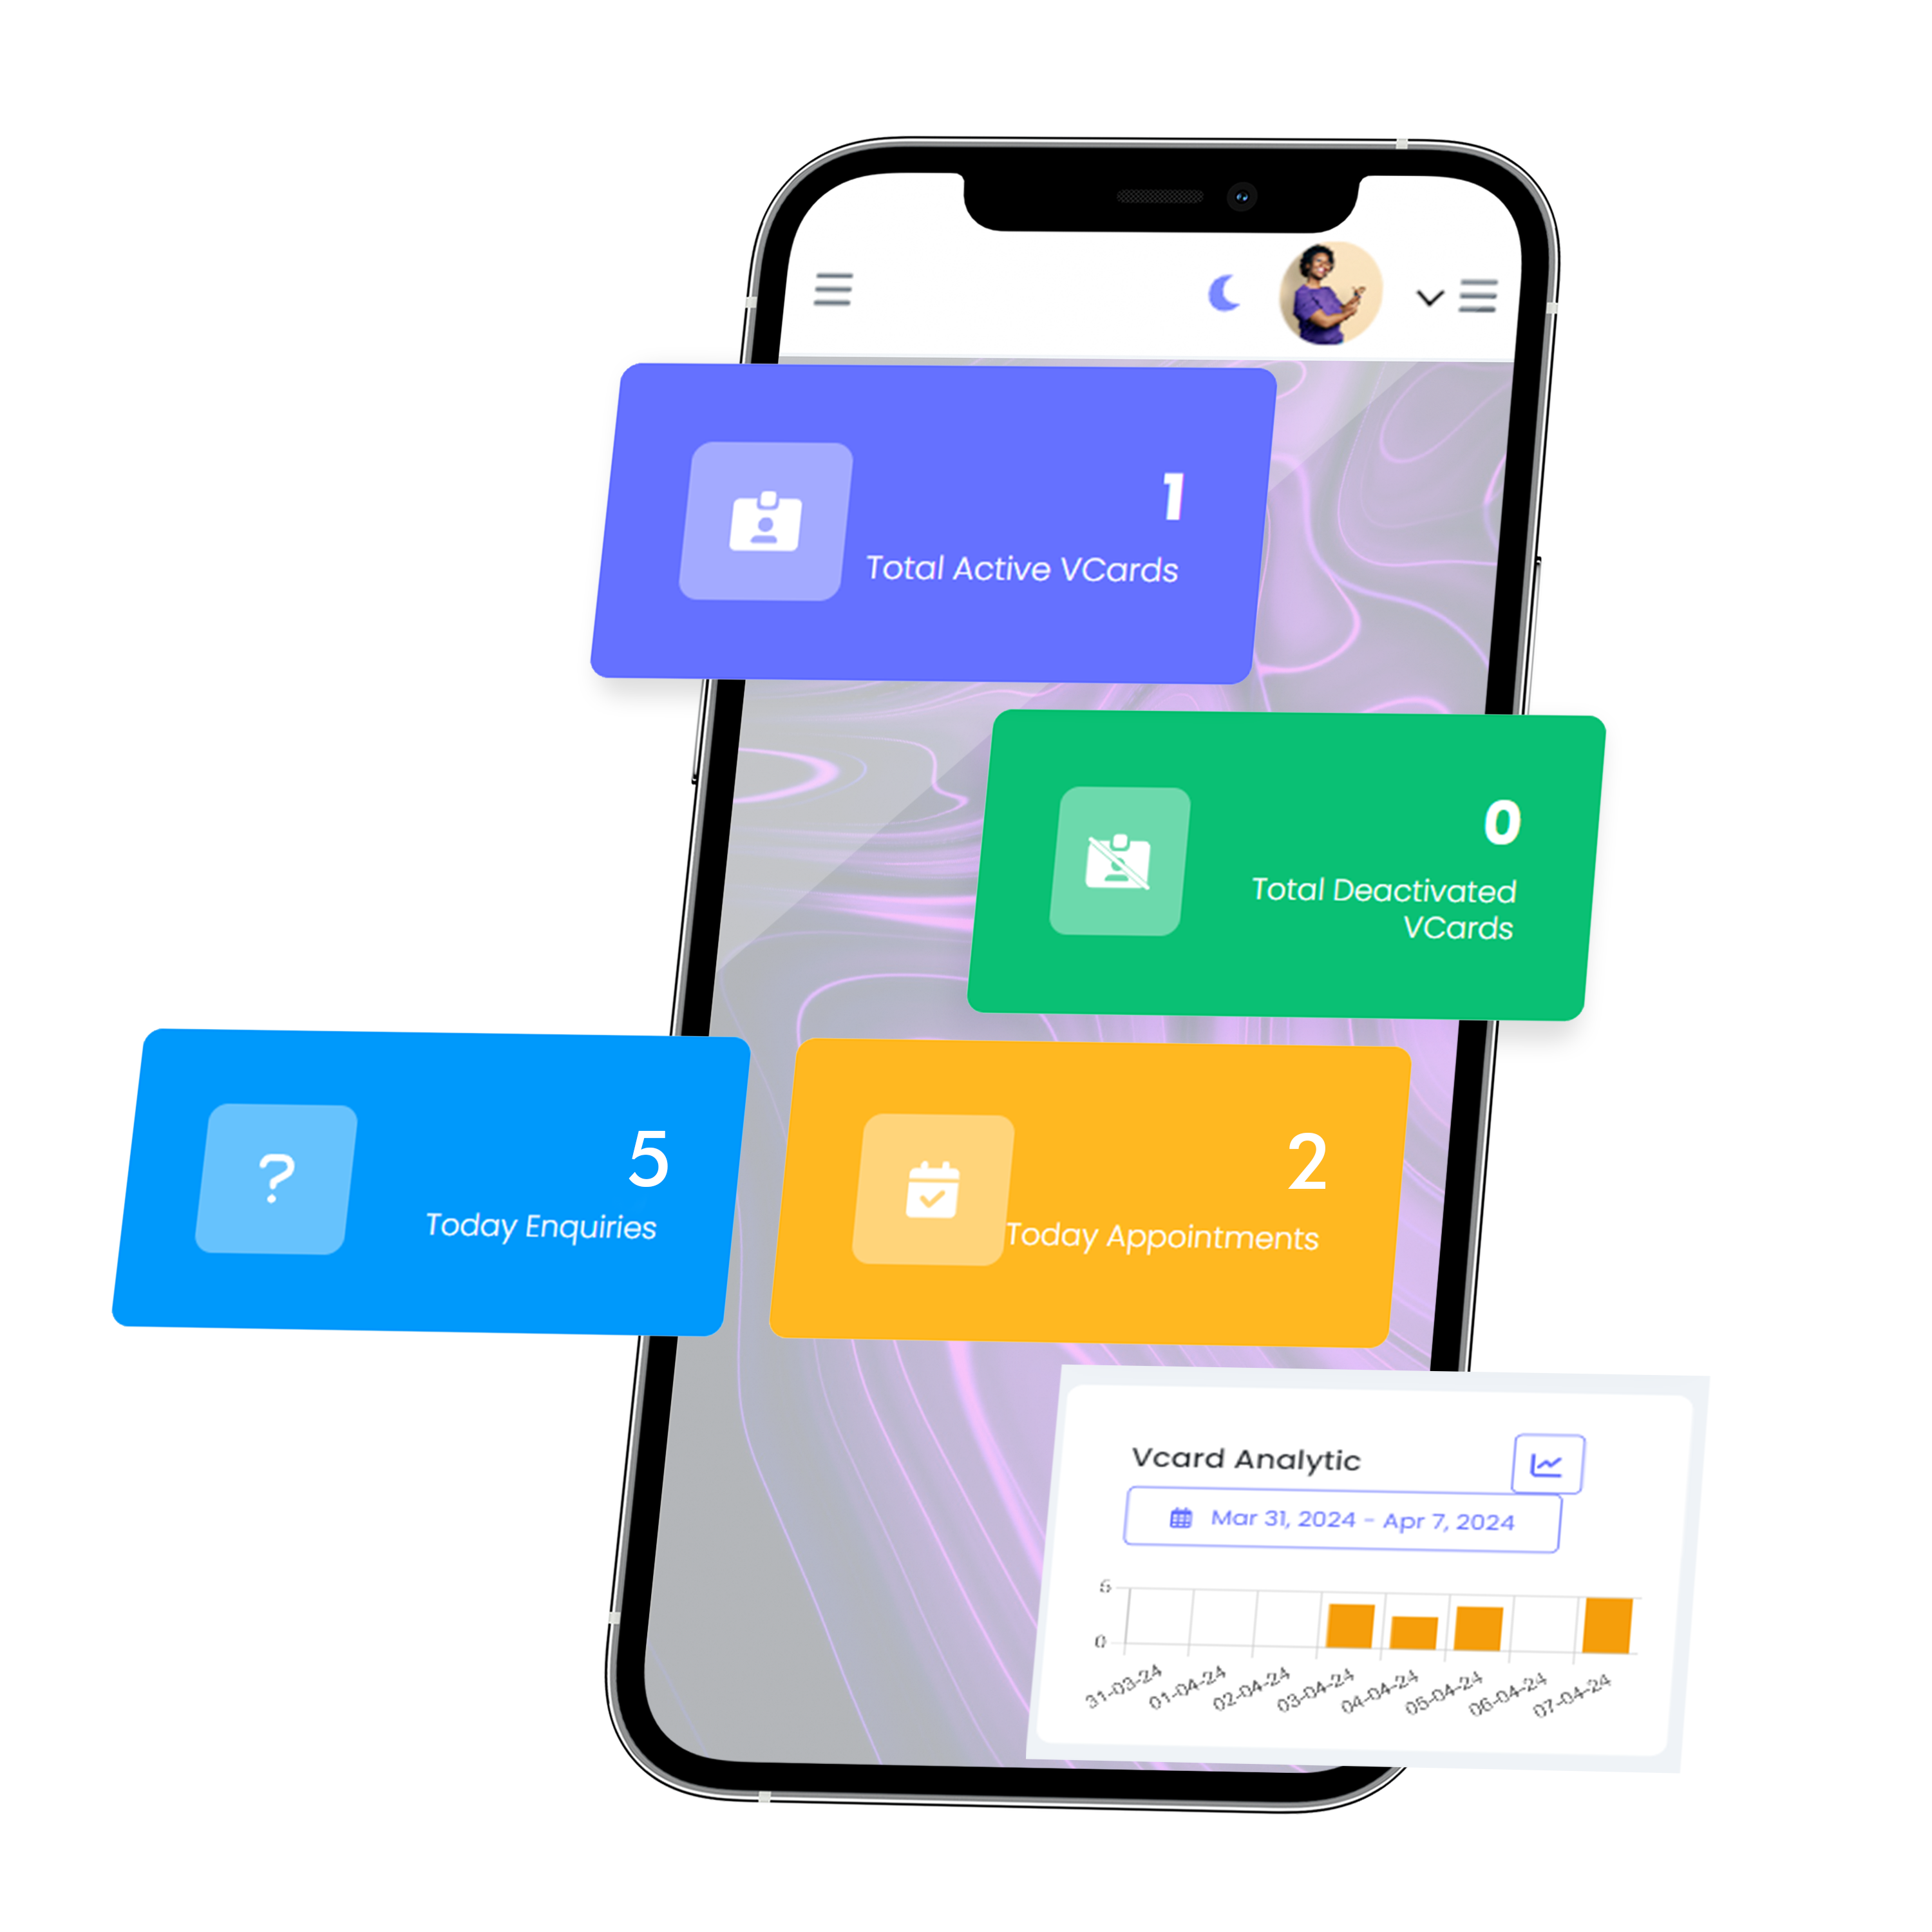 1
Total Active VCards
0
Total Deactivated
VCards
5
Today Enquiries
2
Today Appointments
Vcard Analytic
Mar 31, 2024 - Apr 7, 2024
0
31-03-24
01-04-24
02-04-24
03-04-24
04-04-24
05-04-24
06-04-24
07-04-24